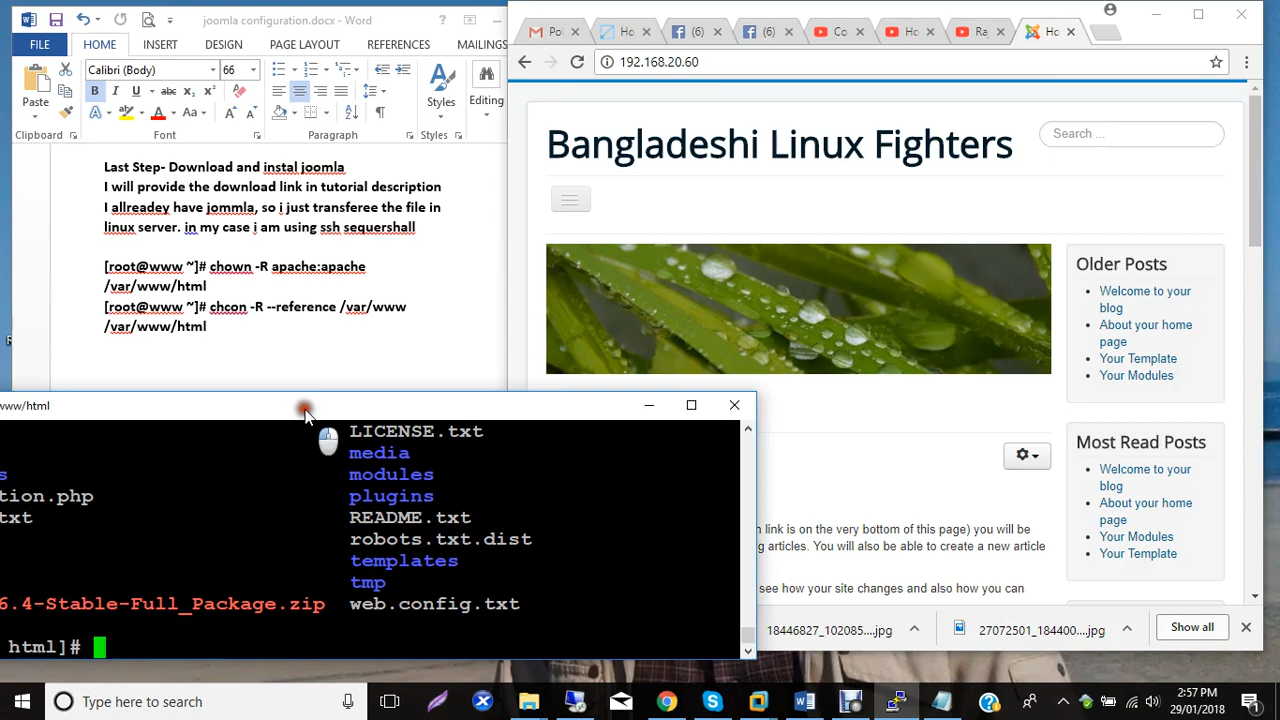 joomla configuration.docx - Word
FILE HOME INSERT DESIGN PAGE LAYOUT REFERENCES MAILINGS
Calibri (Body) 66
Paste
Styles
Editing
Clipboard Font Paragraph Styles
Last Step- Download and instal joomla
I will provide the download link in tutorial description
I allreadey have jommla, so i just transferee the file in
linux server. in my case i am using ssh sequershall
[root@www ~]# chown -R apache:apache
/var/www/html
[root@www ~]# chcon -R --reference /var/www
/var/www/html
192.168.20.60
Bangladeshi Linux Fighters
Search ...
Older Posts
Welcome to your
blog
About your home
page
Your Template
Your Modules
Most Read Posts
Welcome to your
blog
About your home
page
Your Modules
Your Template
link is on the very bottom of this page) you will be
articles. You will also be able to create a new article
see how your site changes and also how you can
www/html
LICENSE.txt
media
modules
tion.php plugins
txt README.txt
robots.txt.dist
templates
tmp
6.4-Stable-Full_Package.zip web.config.txt
html]#
18446827_102085....jpg
27072501_184400....jpg
Show all
Type here to search
2:57 PM
29/01/2018